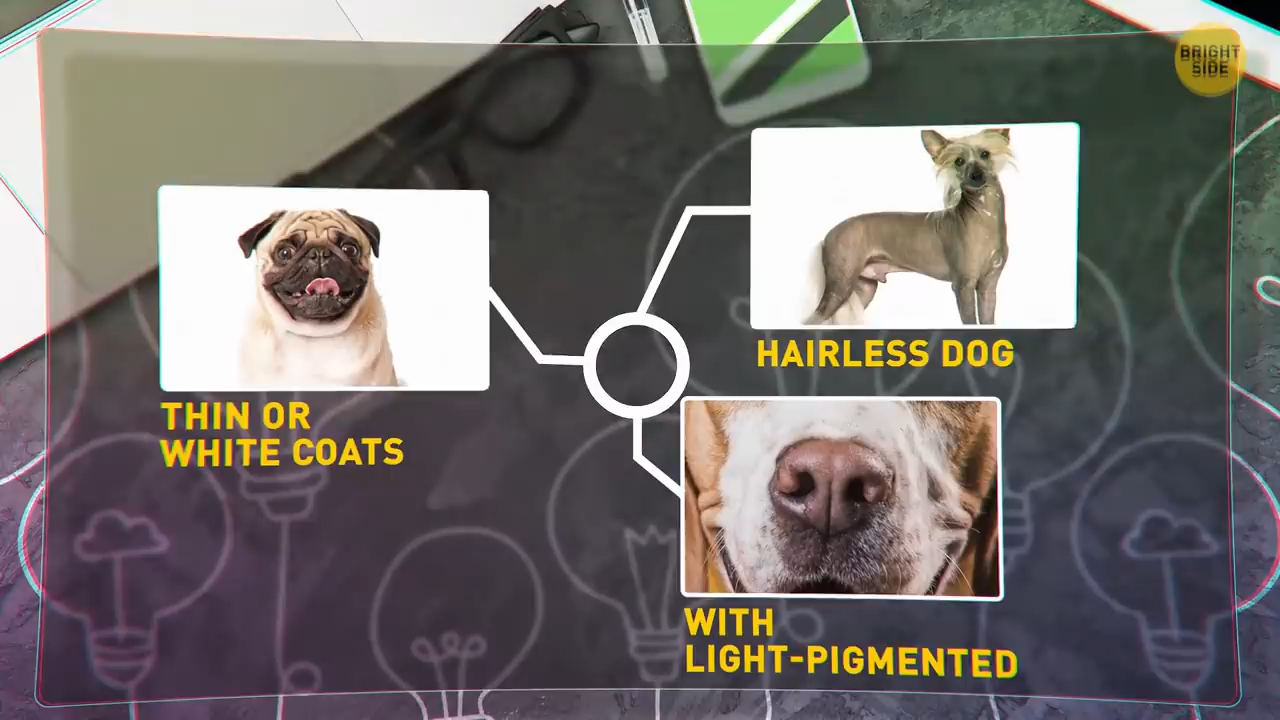 BRIGHT
SIDE
THIN OR
WHITE COATS
HAIRLESS DOG
WITH
LIGHT-PIGMENTED